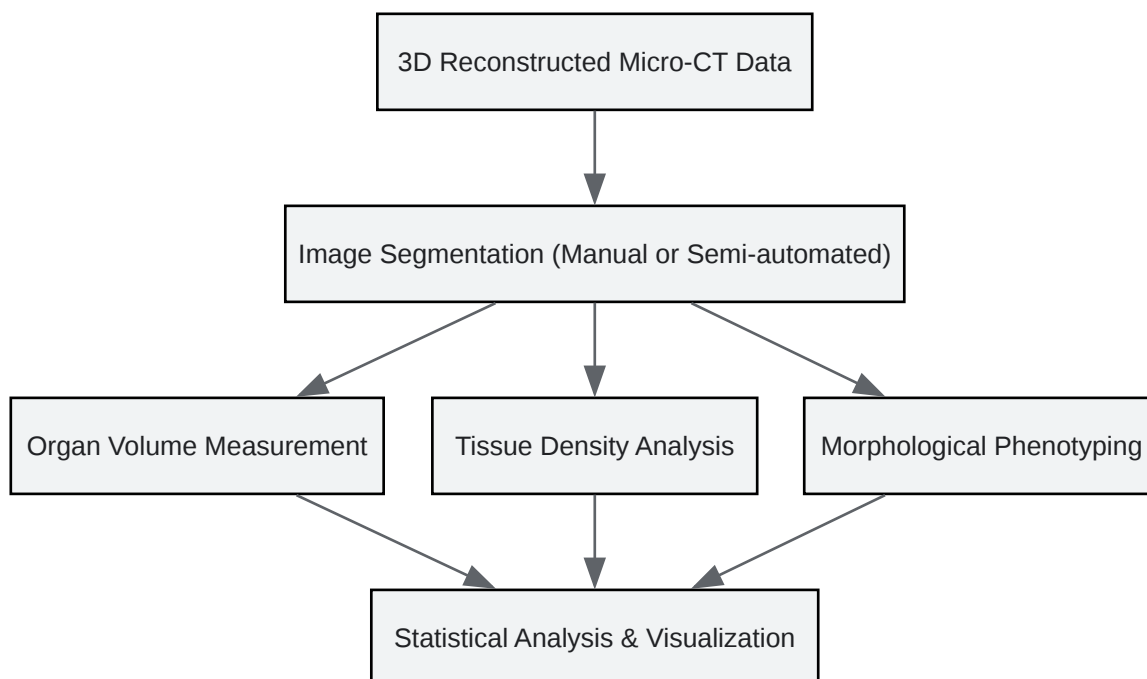 3D Reconstructed Micro-CT Data
Image Segmentation (Manual or Semi-automated)
Organ Volume Measurement
Tissue Density Analysis
Morphological Phenotyping
Statistical Analysis & Visualization